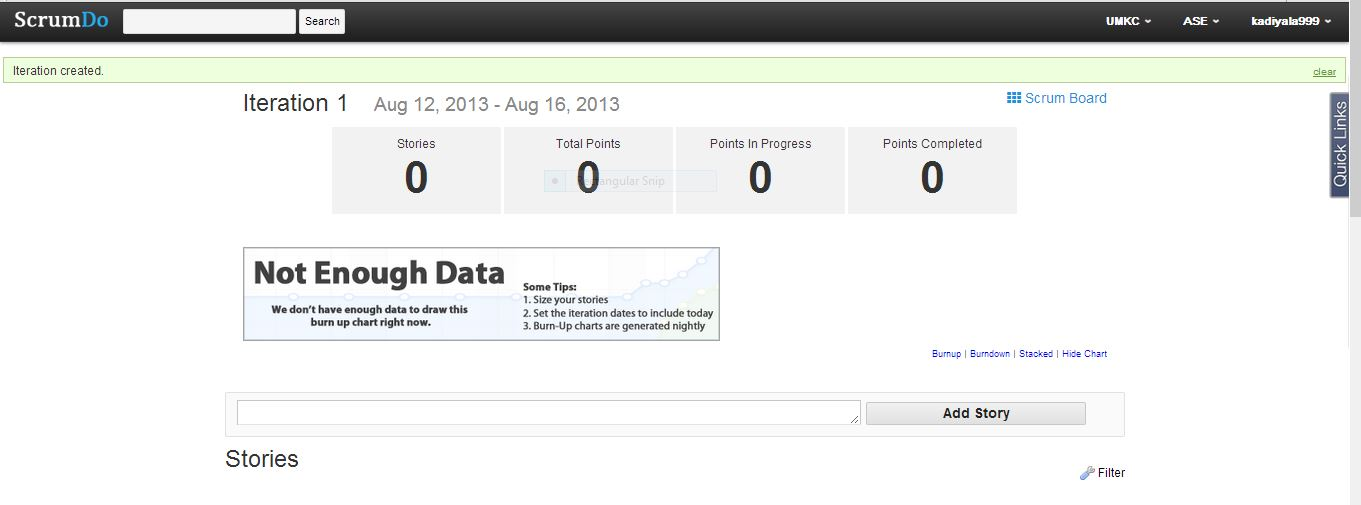 ScrumDo Search UMKC ASE kadiyala999
Iteration created. clear
Iteration 1 Aug 12, 2013 - Aug 16, 2013 Scrum Board
Quick Links
Stories Total Points Points In Progress Points Completed
0 0 0 0
Rectangular Snip
Not Enough Data
We don't have enough data to draw this
burn up chart right now.
Some Tips:
1. Size your stories
2. Set the iteration dates to include today
3. Burn-Up charts are generated nightly
Burnup | Burndown | Stacked | Hide Chart
Add Story
Stories
Filter